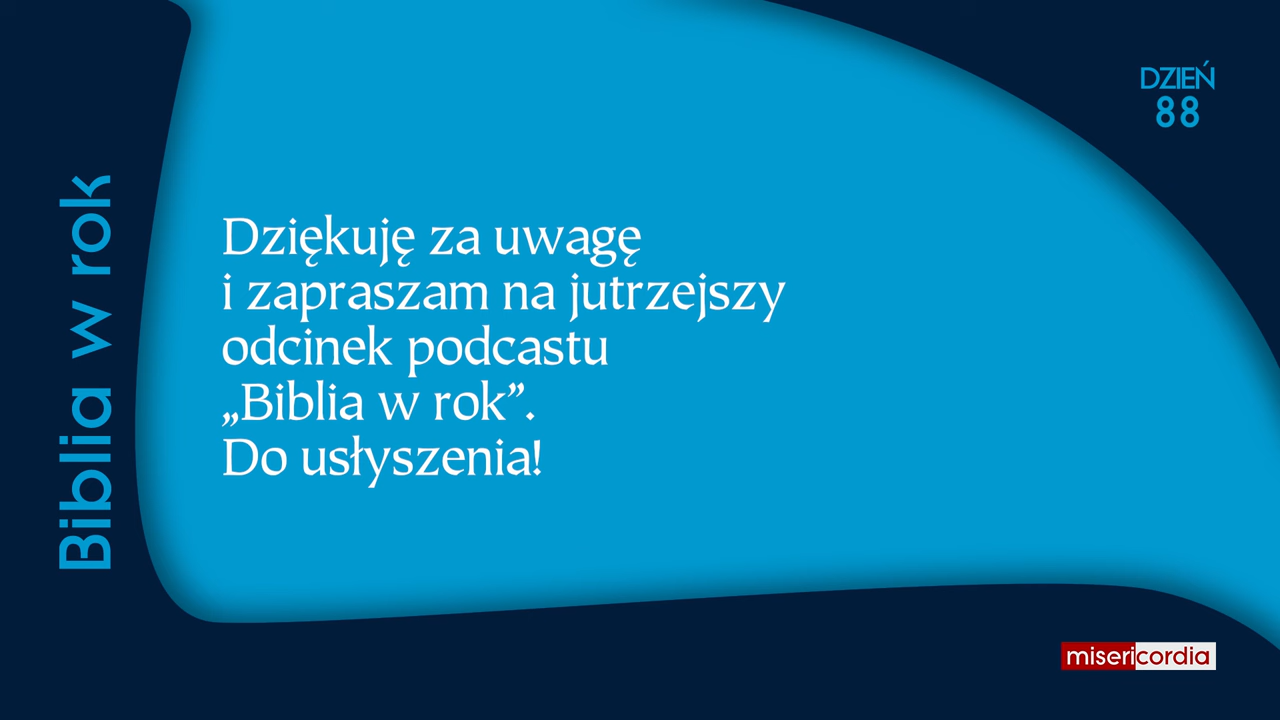 Biblia w rok
DZIEŃ
88
Dziękuję za uwagę
i zapraszam na jutrzejszy
odcinek podcastu
„Biblia w rok”.
Do usłyszenia!
misericordia